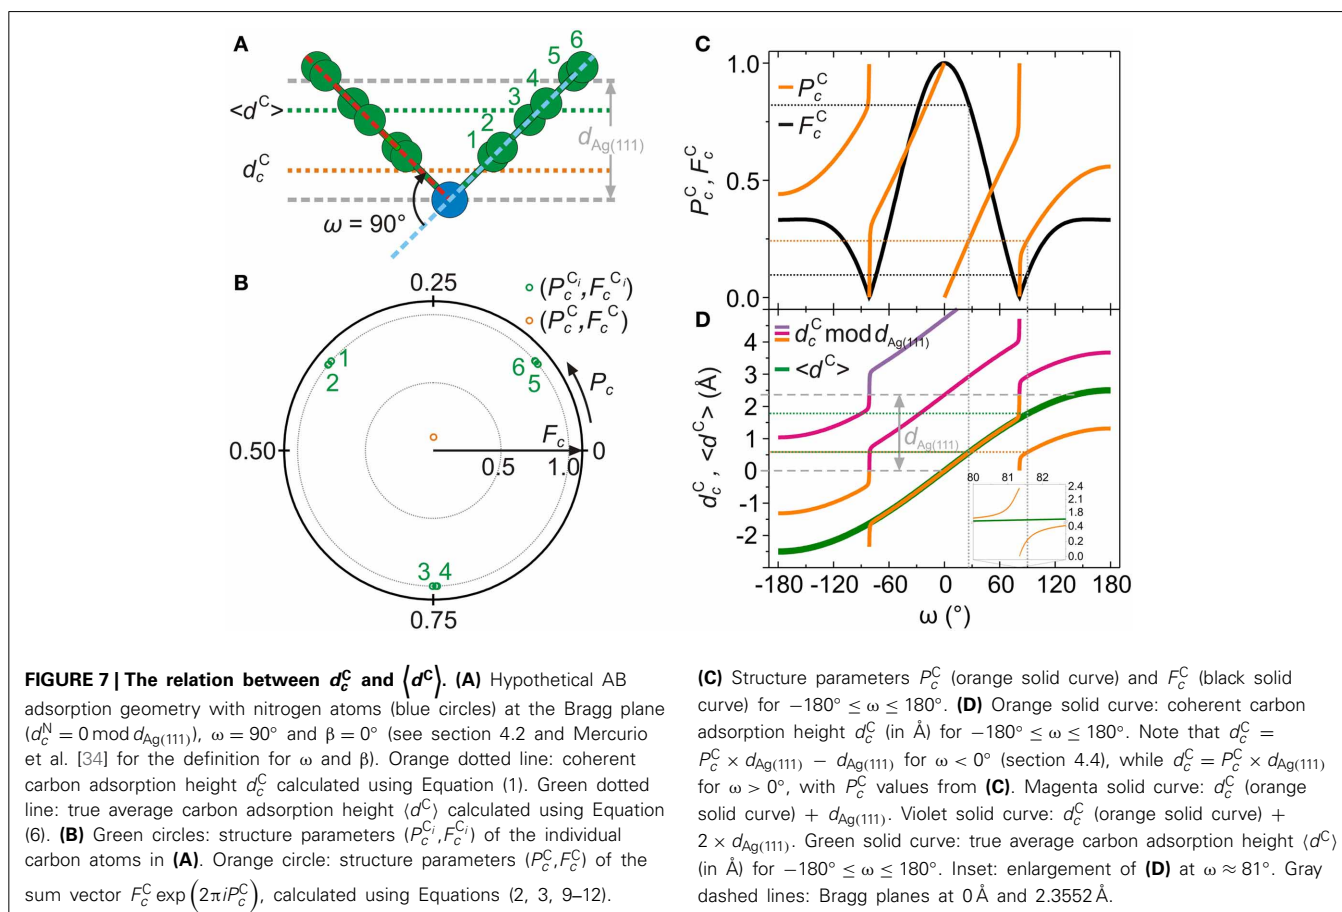 A
6
5
4
3
2
1
<d^C>
d_c^C
d_Ag(111)
ω = 90°
B
0.25
(P_c^{C_i}, F_c^{C_i})
(P_c^C, F_c^C)
1
2
6
5
P_c
0.50
F_c
0
0.5
1.0
3 4
0.75
C
1.0
P_c^C
F_c^C
0.5
P_c^C, F_c^C
0.0
D
d_c^C mod d_Ag(111)
<d^C>
4
3
2
1
0
-1
-2
d_c^C, <d^C> (Å)
d_Ag(111)
80 81 82
2.4
2.1
1.8
0.4
0.2
0.0
-180 -120 -60 0 60 120 180
ω (°)
FIGURE 7 | The relation between d_c^C and ⟨d^C⟩. (A) Hypothetical AB
adsorption geometry with nitrogen atoms (blue circles) at the Bragg plane
(d_c^N = 0 mod d_Ag(111)), ω = 90° and β = 0° (see section 4.2 and Mercurio
et al. [34] for the definition for ω and β). Orange dotted line: coherent
carbon adsorption height d_c^C calculated using Equation (1). Green dotted
line: true average carbon adsorption height ⟨d^C⟩ calculated using Equation
(6). (B) Green circles: structure parameters (P_c^{C_i}, F_c^{C_i}) of the individual
carbon atoms in (A). Orange circle: structure parameters (P_c^C, F_c^C) of the
sum vector F_c^C exp(2πiP_c^C), calculated using Equations (2, 3, 9–12).
(C) Structure parameters P_c^C (orange solid curve) and F_c^C (black solid
curve) for −180° ≤ ω ≤ 180°. (D) Orange solid curve: coherent carbon
adsorption height d_c^C (in Å) for −180° ≤ ω ≤ 180°. Note that d_c^C =
P_c^C × d_Ag(111) − d_Ag(111) for ω < 0° (section 4.4), while d_c^C = P_c^C × d_Ag(111)
for ω > 0°, with P_c^C values from (C). Magenta solid curve: d_c^C (orange
solid curve) + d_Ag(111). Violet solid curve: d_c^C (orange solid curve) +
2 × d_Ag(111). Green solid curve: true average carbon adsorption height ⟨d^C⟩
(in Å) for −180° ≤ ω ≤ 180°. Inset: enlargement of (D) at ω ≈ 81°. Gray
dashed lines: Bragg planes at 0 Å and 2.3552 Å.